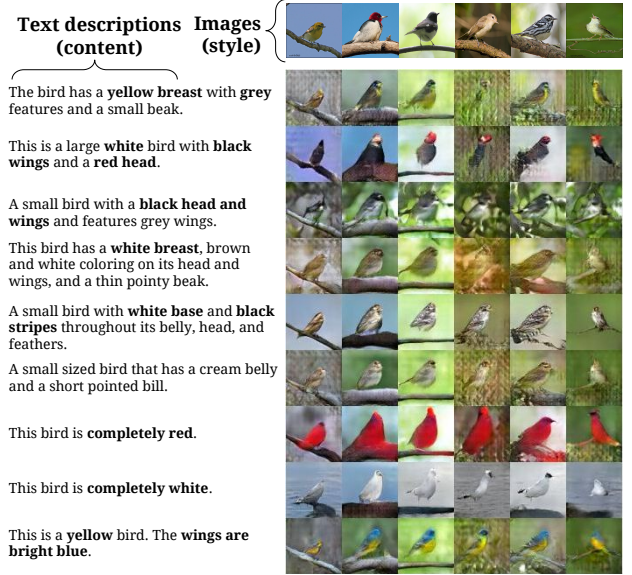 Text descriptions
(content)
Images
(style)
The bird has a yellow breast with grey
features and a small beak.
This is a large white bird with black
wings and a red head.
A small bird with a black head and
wings and features grey wings.
This bird has a white breast, brown
and white coloring on its head and
wings, and a thin pointy beak.
A small bird with white base and black
stripes throughout its belly, head, and
feathers.
A small sized bird that has a cream belly
and a short pointed bill.
This bird is completely red.
This bird is completely white.
This is a yellow bird. The wings are
bright blue.